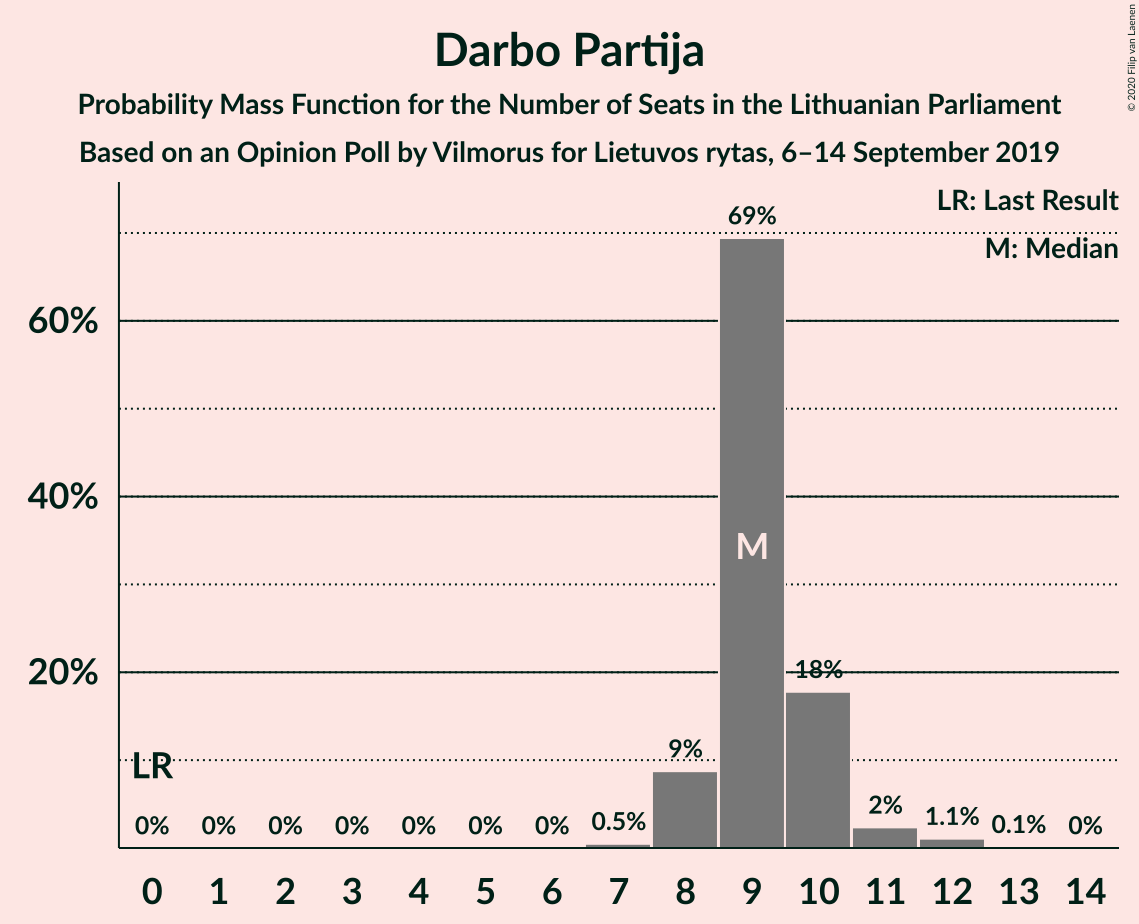 Darbo Partija
Probability Mass Function for the Number of Seats in the Lithuanian Parliament
Based on an Opinion Poll by Vilmorus for Lietuvos rytas, 6–14 September 2019
© 2020 Filip van Laenen
LR: Last Result
M: Median
69%
60%
40%
M
20%
18%
LR
9%
0% 0% 0% 0% 0% 0% 0% 0.5% 2% 1.1% 0.1% 0%
0 1 2 3 4 5 6 7 8 9 10 11 12 13 14